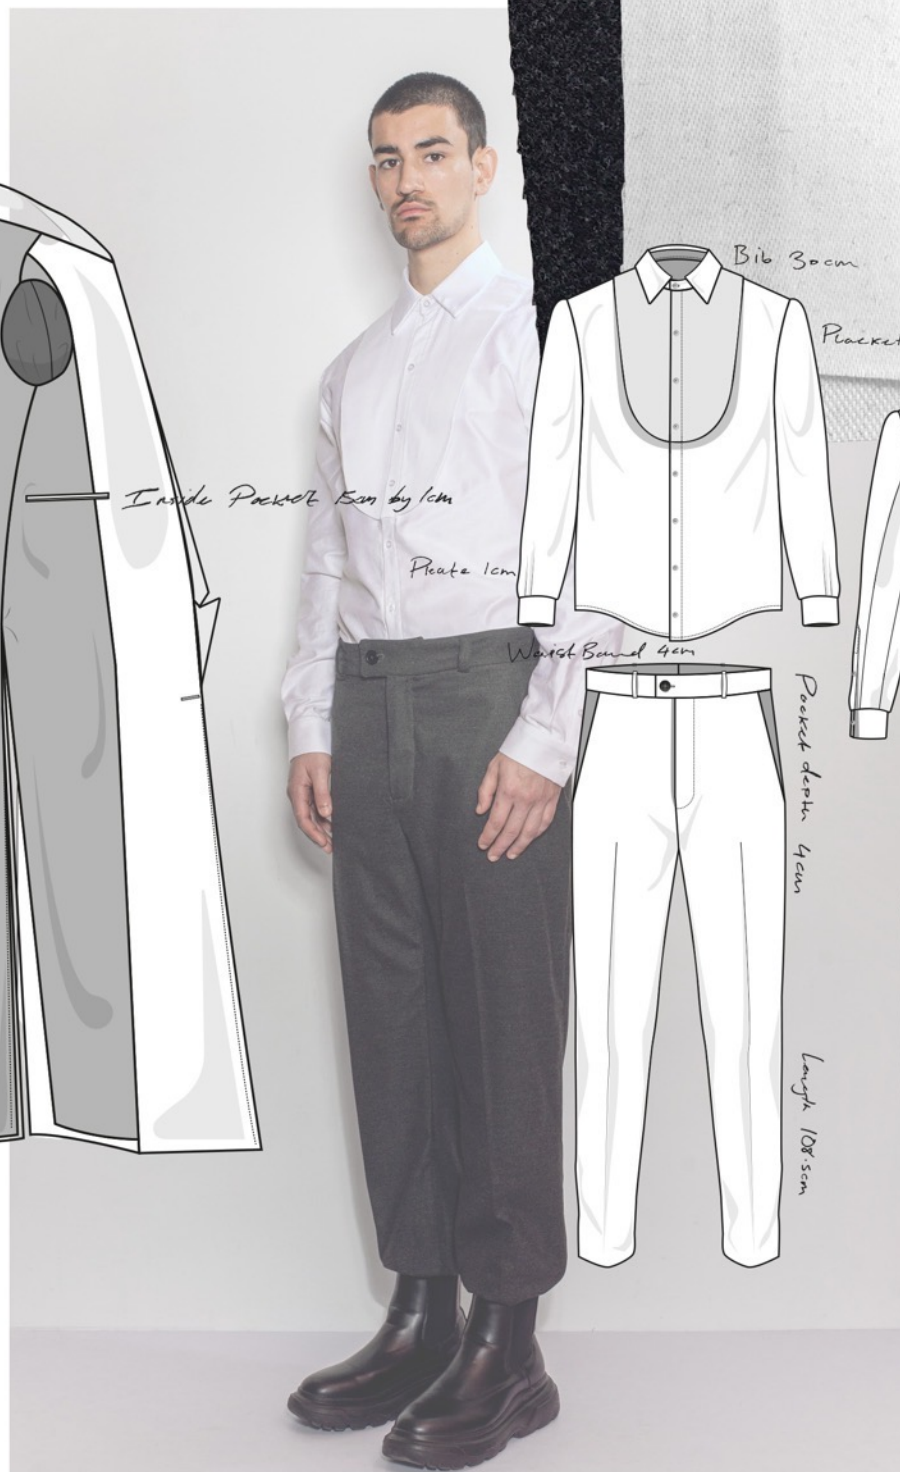 Bib 30cm
Placket
Inside Pocket 15cm by 1cm
Pleate 1cm
Waist Band 4cm
Pocket depth 4cm
Length 108.5cm